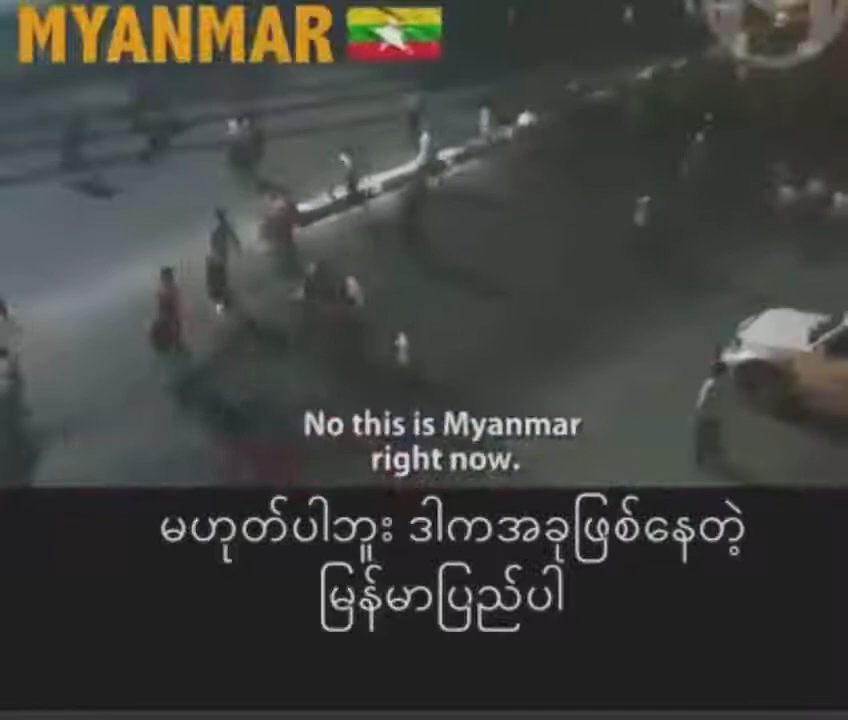 MYANMAR
No this is Myanmar
right now.
မဟုတ်ပါဘူး ဒါကအခုဖြစ်နေတဲ့
မြန်မာပြည်ပါ